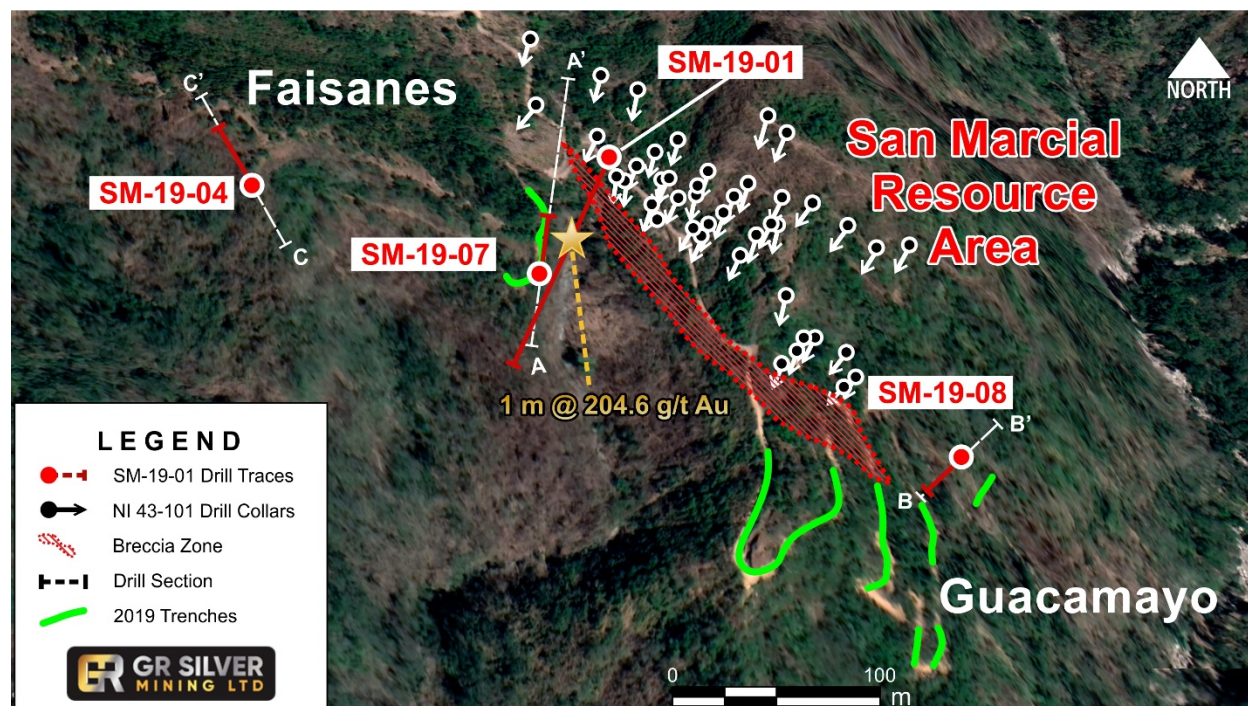 C'
Faisanes
A'
SM-19-01
NORTH
San Marcial
Resource
Area
SM-19-04
C
SM-19-07
A
1 m @ 204.6 g/t Au
SM-19-08
B'
B
Guacamayo
LEGEND
SM-19-01 Drill Traces
NI 43-101 Drill Collars
Breccia Zone
Drill Section
2019 Trenches
GR GR SILVER
MINING LTD
0 100
m